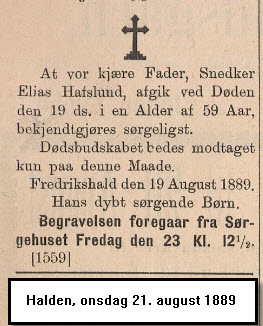 At vor kjære Fader, Snedker
Elias Hafslund, afgik ved Døden
den 19 ds. i en Alder af 59 Aar,
bekjendtgjøres sørgeligst.
Dødsbudskabet bedes modtaget
kun paa denne Maade.
Fredrikshald den 19 August 1889.
Hans dybt sørgende Børn.
Begravelsen foregaar fra Sør-
gehuset Fredag den 23 Kl. 12½.
[1559]
Halden, onsdag 21. august 1889